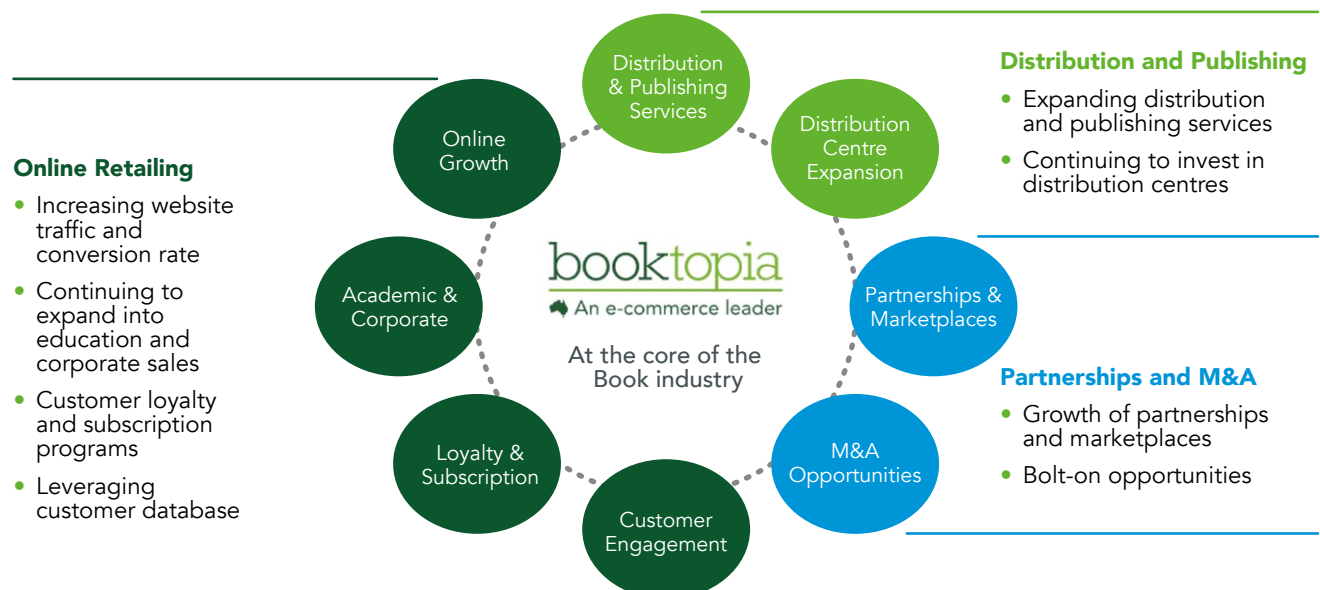 Distribution
& Publishing
Services
Distribution
Centre
Expansion
Partnerships &
Marketplaces
M&A
Opportunities
Customer
Engagement
Loyalty &
Subscription
Academic &
Corporate
Online
Growth
booktopia
An e-commerce leader
At the core of the
Book industry
Online Retailing
• Increasing website
traffic and
conversion rate
• Continuing to
expand into
education and
corporate sales
• Customer loyalty
and subscription
programs
• Leveraging
customer database
Distribution and Publishing
• Expanding distribution
and publishing services
• Continuing to invest in
distribution centres
Partnerships and M&A
• Growth of partnerships
and marketplaces
• Bolt-on opportunities